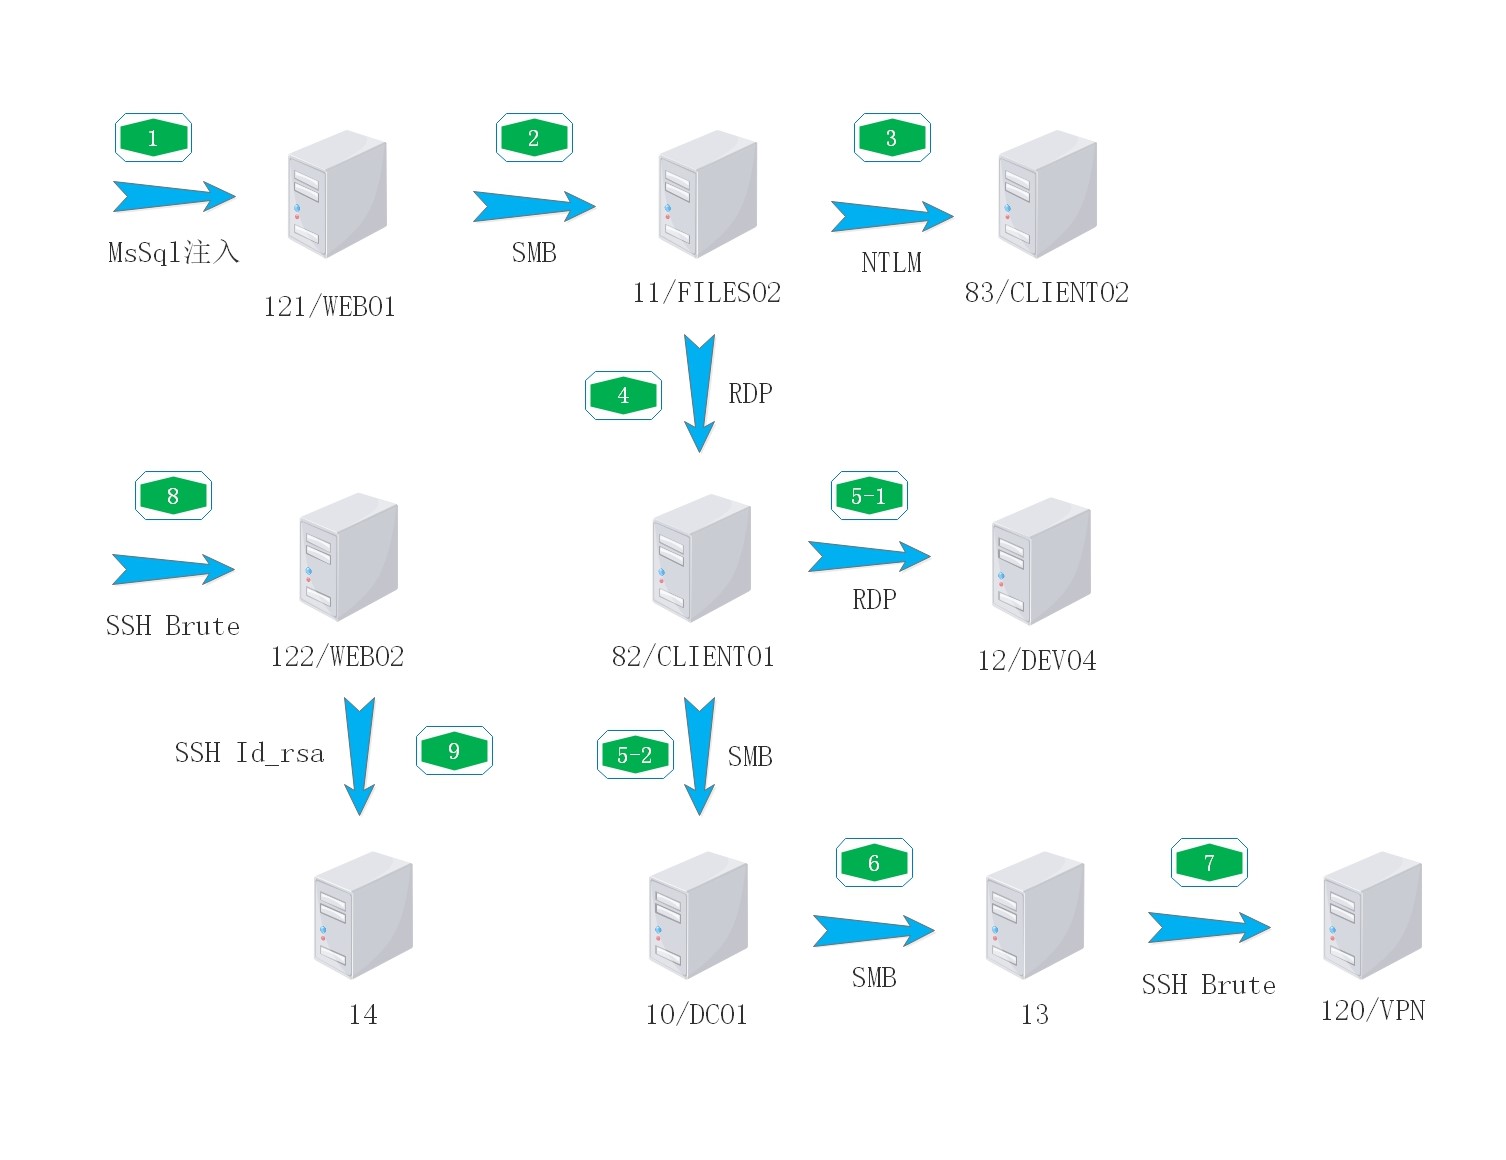 1
2
3
MsSql注入
SMB
NTLM
121/WEB01
11/FILES02
83/CLIENT02
4
RDP
8
5-1
SSH Brute
RDP
122/WEB02
82/CLIENT01
12/DEV04
SSH Id_rsa
9
5-2
SMB
6
7
SMB
SSH Brute
14
10/DC01
13
120/VPN